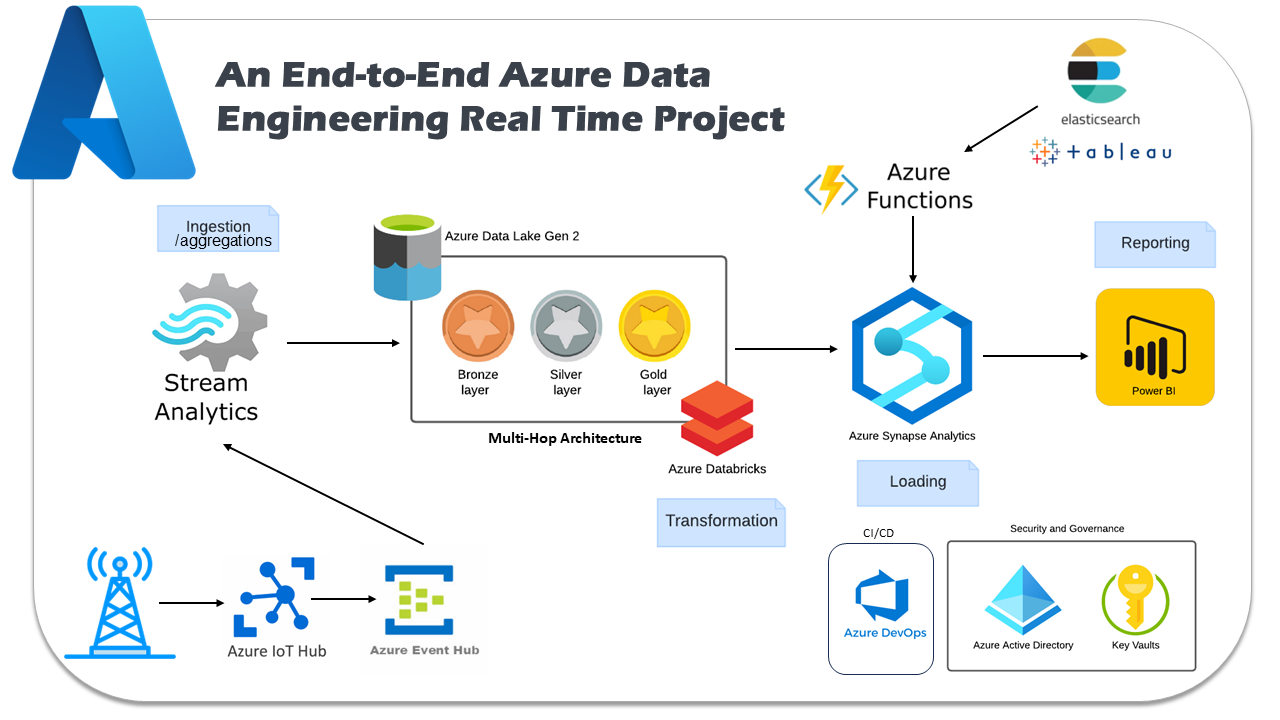 An End-to-End Azure Data
Engineering Real Time Project
elasticsearch
+ a b l e a u
Azure
Functions
Ingestion
/aggregations
Azure Data Lake Gen 2
Reporting
Stream
Analytics
Bronze
layer
Silver
layer
Gold
layer
Power BI
Multi-Hop Architecture
Azure Synapse Analytics
Azure Databricks
Loading
Transformation
CI/CD
Security and Governance
Azure DevOps
Azure Active Directory
Key Vaults
Azure IoT Hub
Azure Event Hub